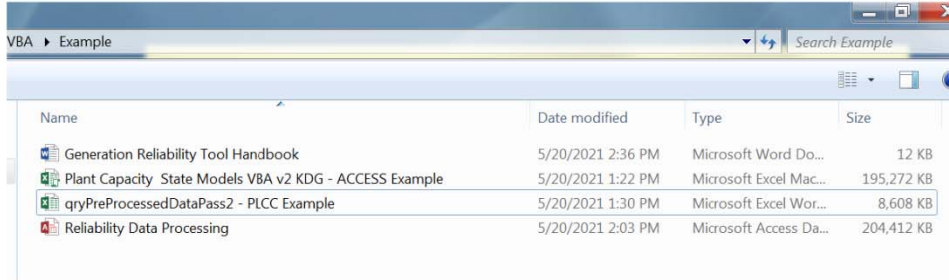 VBA ▸ Example Search Example
Name Date modified Type Size
Generation Reliability Tool Handbook 5/20/2021 2:36 PM Microsoft Word Do... 12 KB
Plant Capacity State Models VBA v2 KDG - ACCESS Example 5/20/2021 1:22 PM Microsoft Excel Mac... 195,272 KB
qryPreProcessedDataPass2 - PLCC Example 5/20/2021 1:30 PM Microsoft Excel Wor... 8,608 KB
Reliability Data Processing 5/20/2021 2:03 PM Microsoft Access Da... 204,412 KB